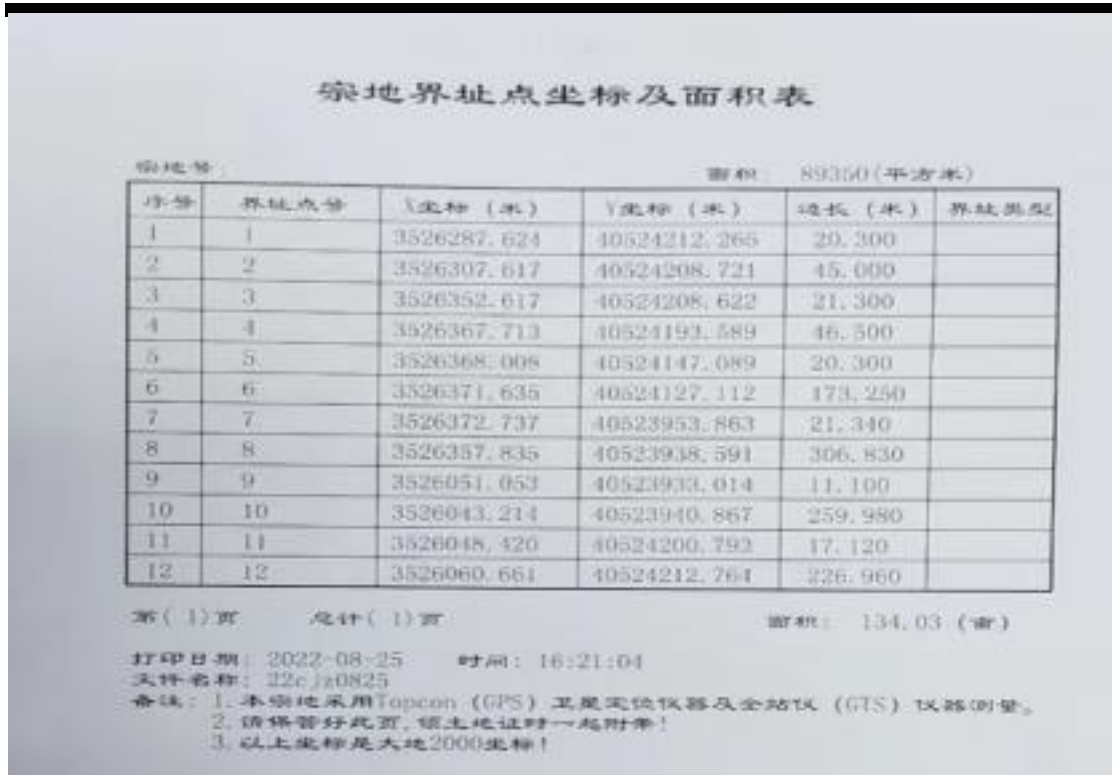 宗地界址点坐标及面积表
宗地号: 面积: 89350(平方米)
序号 界址点号 X坐标 (米) Y坐标 (米) 边长 (米) 界址类型
1 1 3526287.624 40524212.265 20.300
2 2 3526307.617 40524208.721 45.000
3 3 3526352.617 40524208.622 21.300
4 4 3526367.713 40524193.589 46.500
5 5 3526368.008 40524147.089 20.300
6 6 3526371.635 40524127.112 173.250
7 7 3526372.737 40523953.863 21.340
8 8 3526357.835 40523938.591 306.830
9 9 3526051.053 40523933.014 11.100
10 10 3526043.214 40523940.867 259.980
11 11 3526048.420 40524200.793 17.120
12 12 3526060.661 40524212.764 226.960
第( 1)页 总计( 1)页 面积: 134.03 (亩)
打印日期: 2022-08-25 时间: 16:21:04
文件名称: 22cjz0825
备注: 1.本宗地采用Topcon (GPS) 卫星定位仪器及全站仪 (GTS) 仪器测量。
2.请保管好此页,领土地证时一起附带!
3.以上坐标是大地2000坐标!